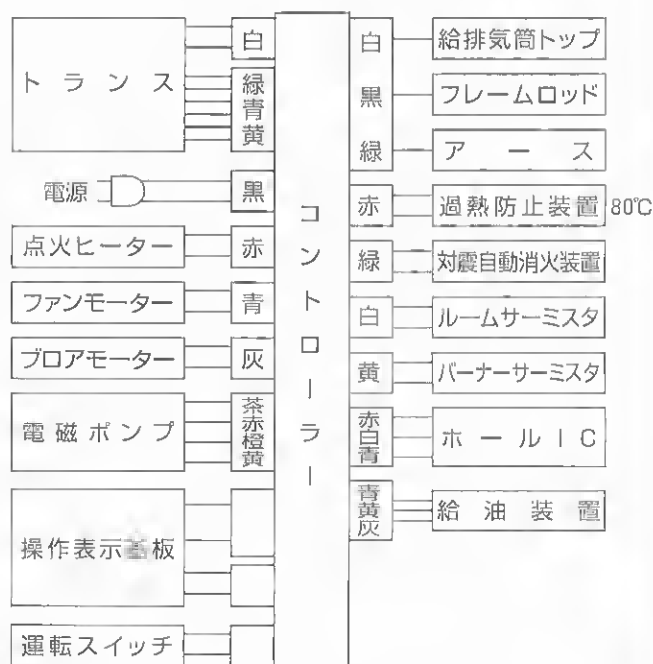 トランス
白
緑
青
黄
電源
黒
点火ヒーター
赤
ファンモーター
青
ブロアモーター
灰
電磁ポンプ
茶
赤
橙
黄
操作表示基板
運転スイッチ
コントローラー
白
給排気筒トップ
黒
フレームロッド
緑
アース
赤
過熱防止装置 80℃
緑
対震自動消火装置
白
ルームサーミスタ
黄
バーナーサーミスタ
赤
白
青
ホールIC
青
黄
灰
給油装置